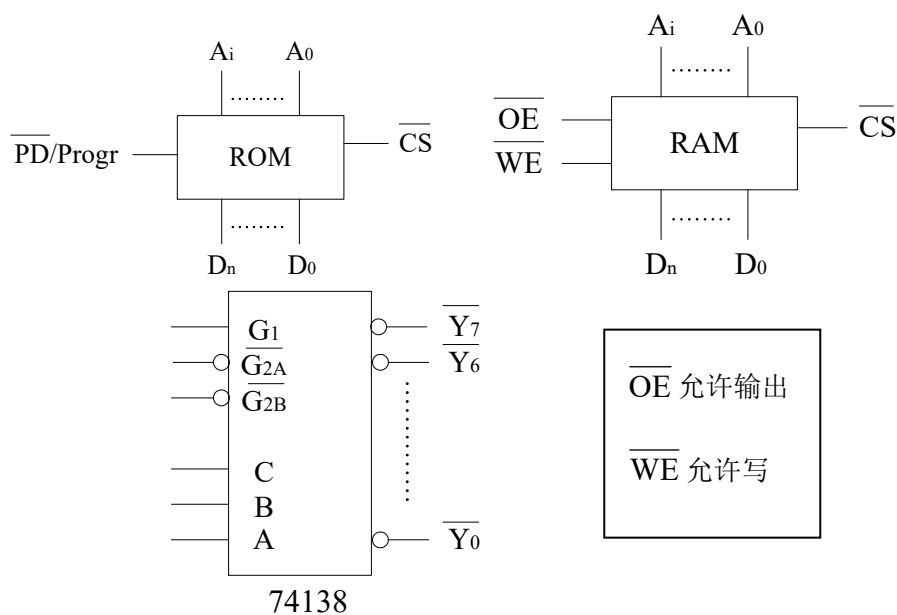 Ai A0
PD/Progr ROM CS
Dn D0
Ai A0
OE
WE RAM CS
Dn D0
G1 Y7
G2A Y6
G2B
C
B
A Y0
74138
OE 允许输出
WE 允许写